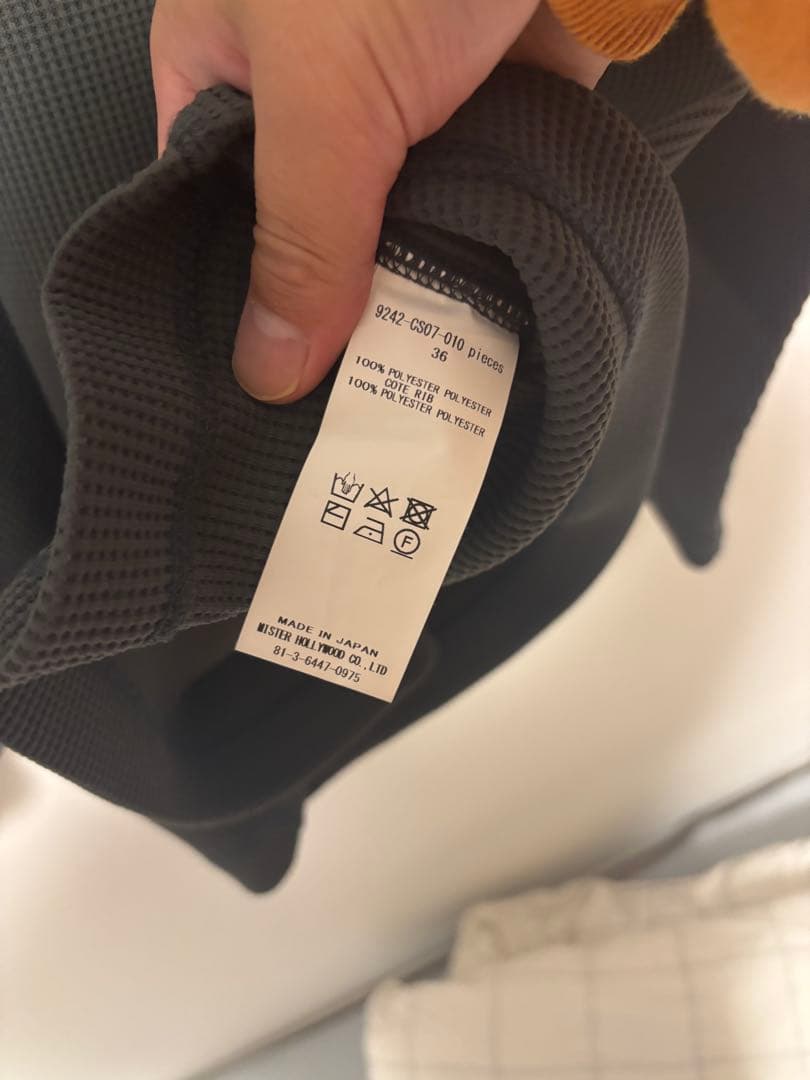 9242-CS07-010 pieces
36
100% POLYESTER POLYESTER
COTE RIB
100% POLYESTER POLYESTER
F
MADE IN JAPAN
MISTER HOLLYWOOD CO.,LTD
81-3-6447-0975